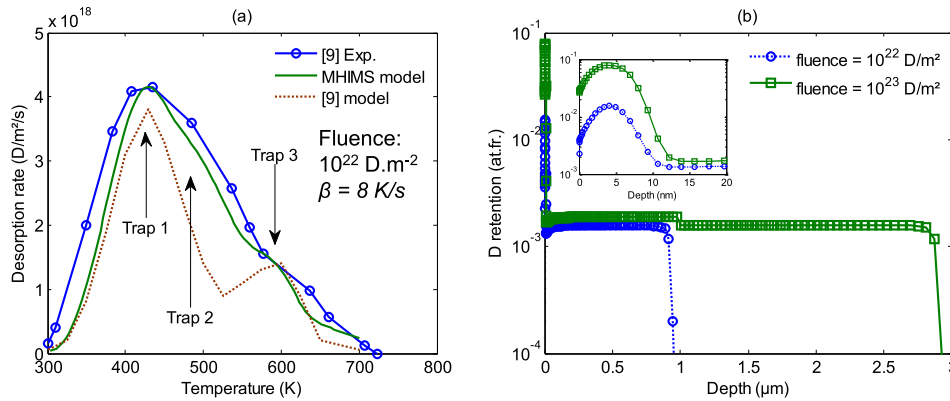 (a)
x 10^18
5
4
3
2
1
0
300
400
500
600
700
800
Desorption rate (D/m²/s)
Temperature (K)
[9] Exp.
MHIMS model
[9] model
Fluence:
10^22 D.m^-2
β = 8 K/s
Trap 3
Trap 1
Trap 2
(b)
10^-1
10^-2
10^-3
10^-4
0
0.5
1
1.5
2
2.5
3
D retention (at.fr.)
Depth (µm)
fluence = 10^22 D/m²
fluence = 10^23 D/m²
10^-1
10^-2
10^-3
0
5
10
15
20
Depth (nm)